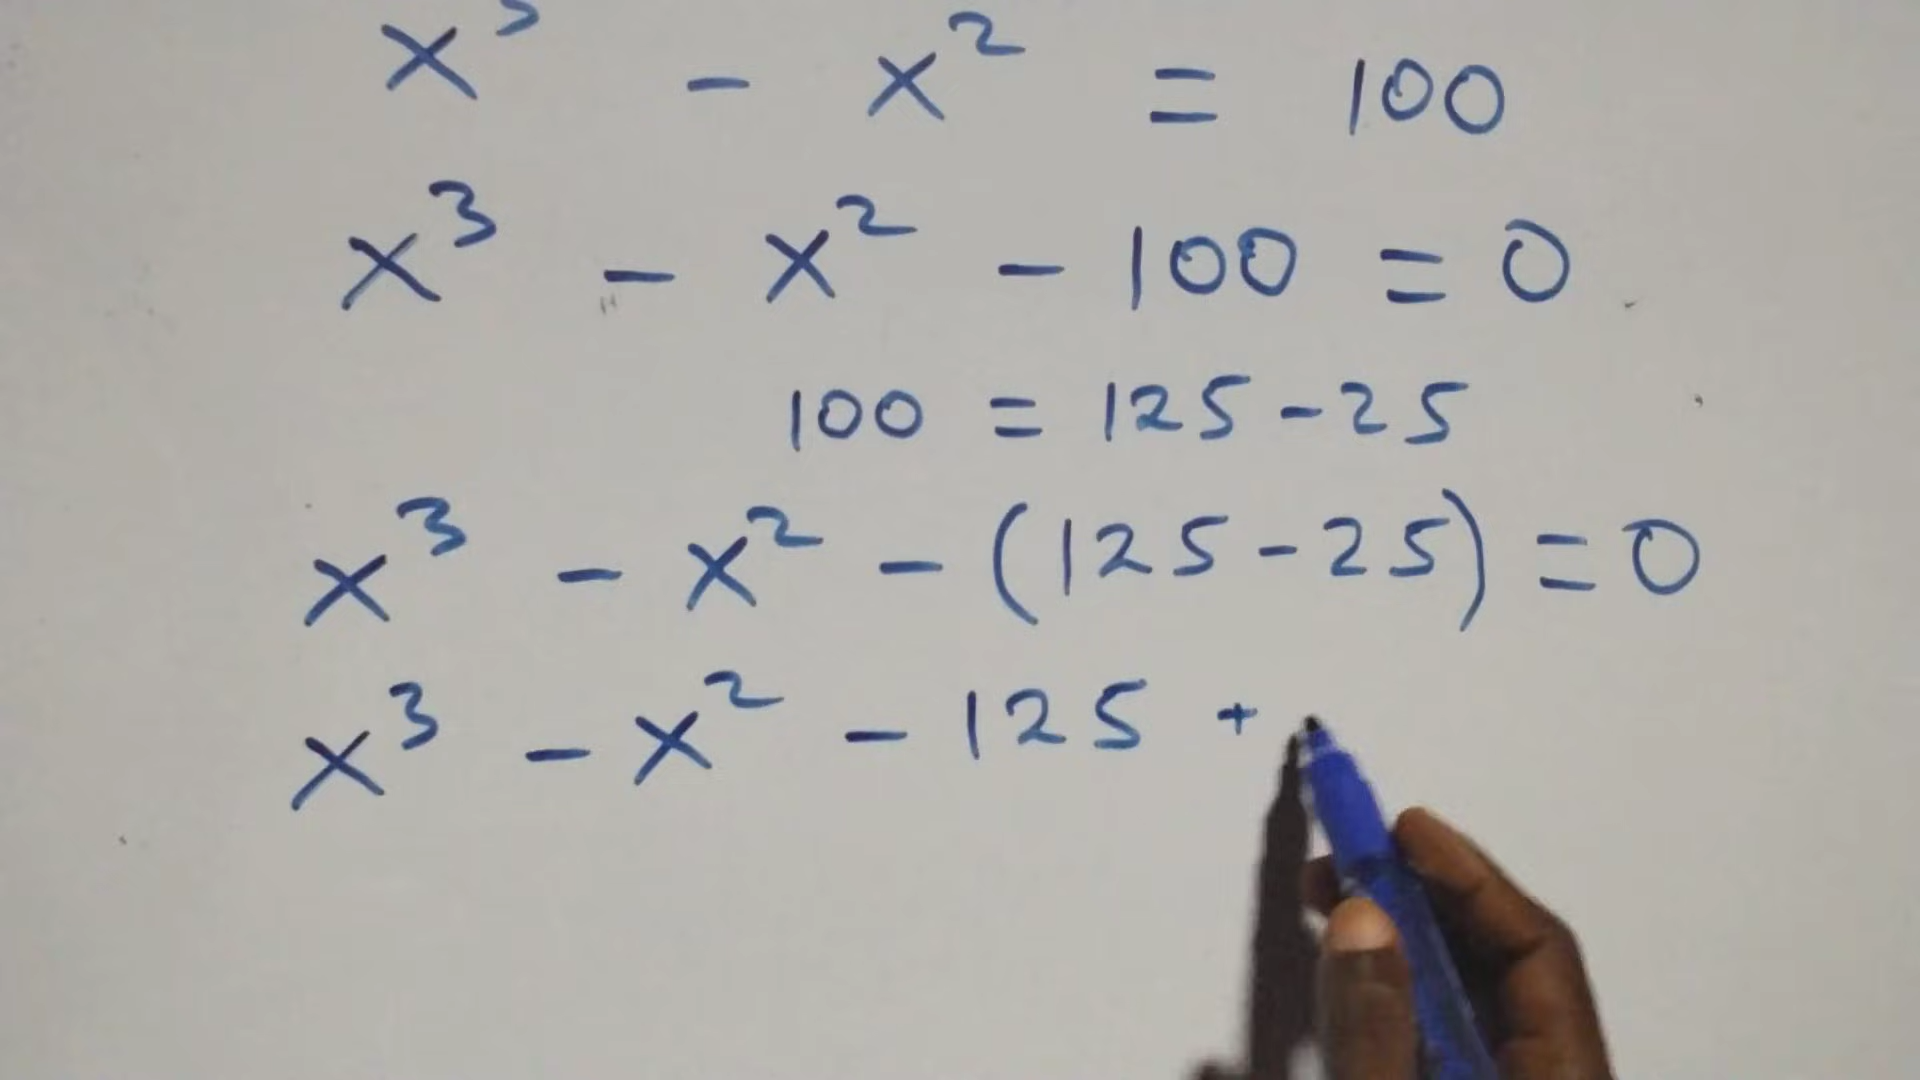 x³ - x² = 100
x³ - x² - 100 = 0
100 = 125 - 25
x³ - x² - (125 - 25) = 0
x³ - x² - 125 +